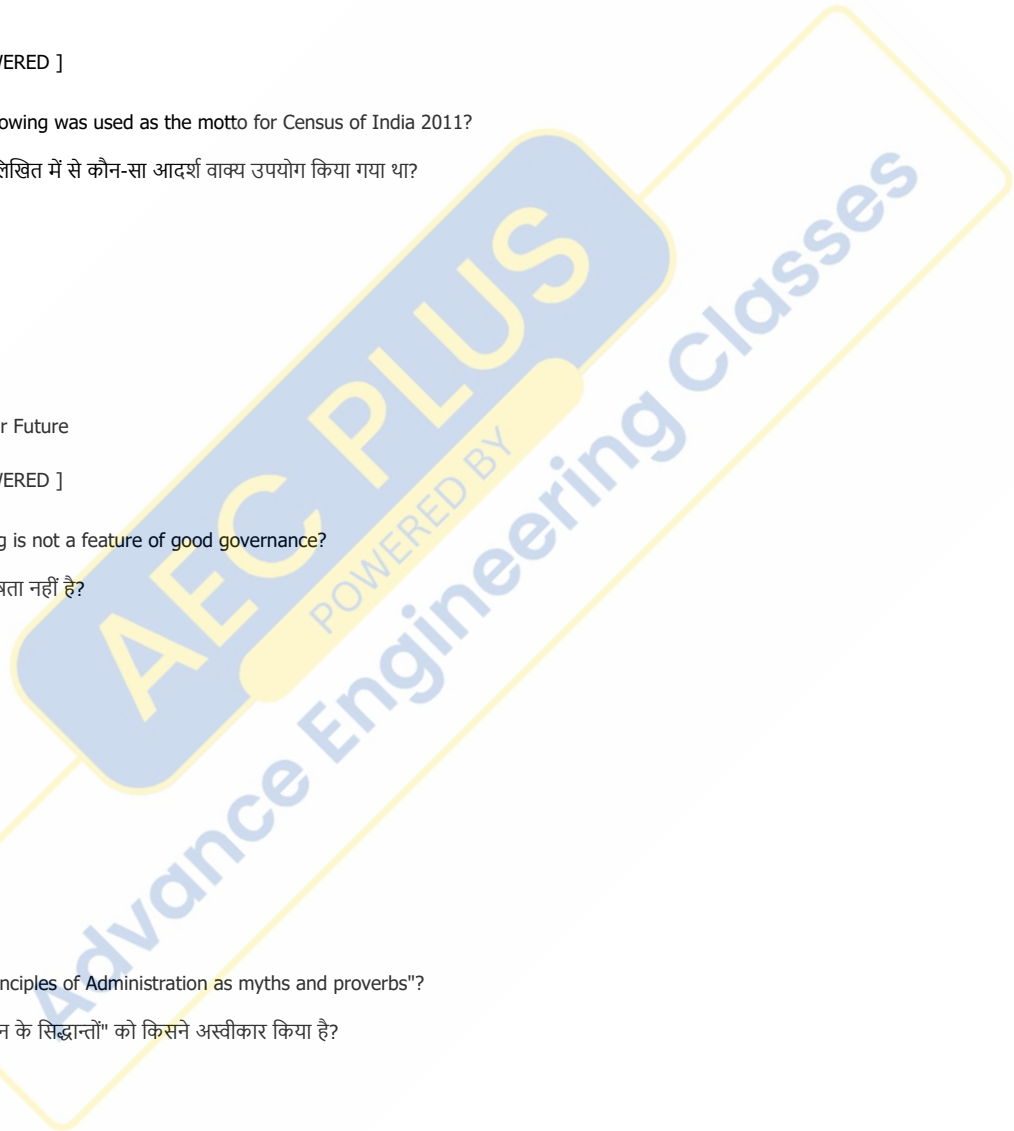 WERED ]
owing was used as the motto for Census of India 2011?
लिखित में से कौन-सा आदर्श वाक्य उपयोग किया गया था?
r Future
WERED ]
g is not a feature of good governance?
षता नहीं है?
nciples of Administration as myths and proverbs"?
न के सिद्धान्तों" को किसने अस्वीकार किया है?
AEC PLUS
POWERED BY
Advance Engineering Classes